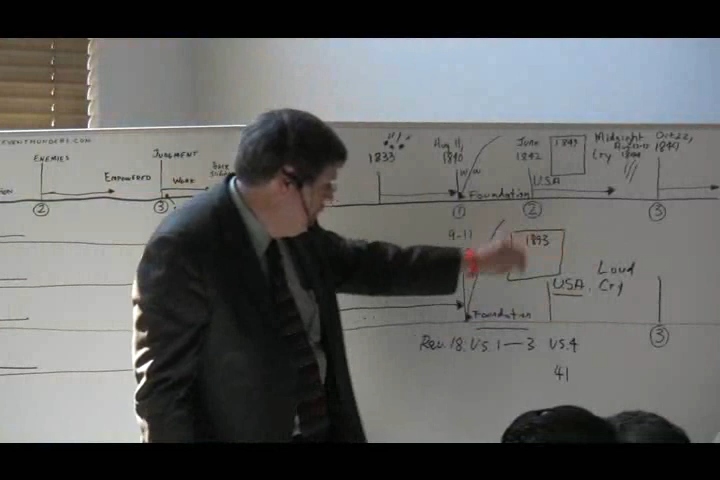 ENEMIES
JUDGMENT
1833
Aug 11,
1840
June
1842
1843
Midnight
Cry
Oct. 22,
1844
EMPOWERED
WORK
W W
Foundation
USA
2
3
1
2
3
9-11
1893
USA
Loud
Cry
Foundation
Rev. 18. VS. 1 — 3 VS. 4
3
41